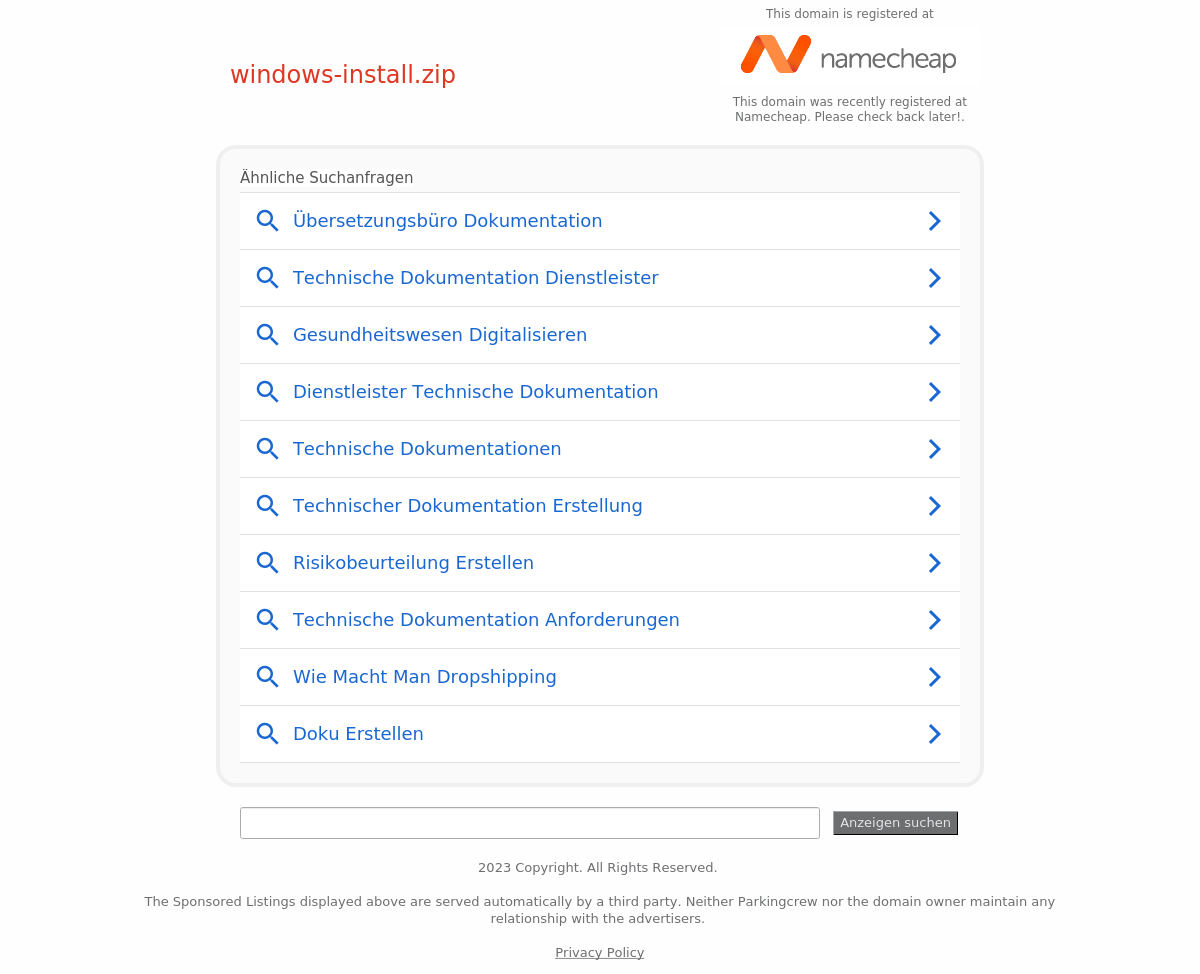 This domain is registered at
namecheap
windows-install.zip
This domain was recently registered at
Namecheap. Please check back later!.
Ähnliche Suchanfragen
Übersetzungsbüro Dokumentation
Technische Dokumentation Dienstleister
Gesundheitswesen Digitalisieren
Dienstleister Technische Dokumentation
Technische Dokumentationen
Technischer Dokumentation Erstellung
Risikobeurteilung Erstellen
Technische Dokumentation Anforderungen
Wie Macht Man Dropshipping
Doku Erstellen
Anzeigen suchen
2023 Copyright. All Rights Reserved.
The Sponsored Listings displayed above are served automatically by a third party. Neither Parkingcrew nor the domain owner maintain any
relationship with the advertisers.
Privacy Policy